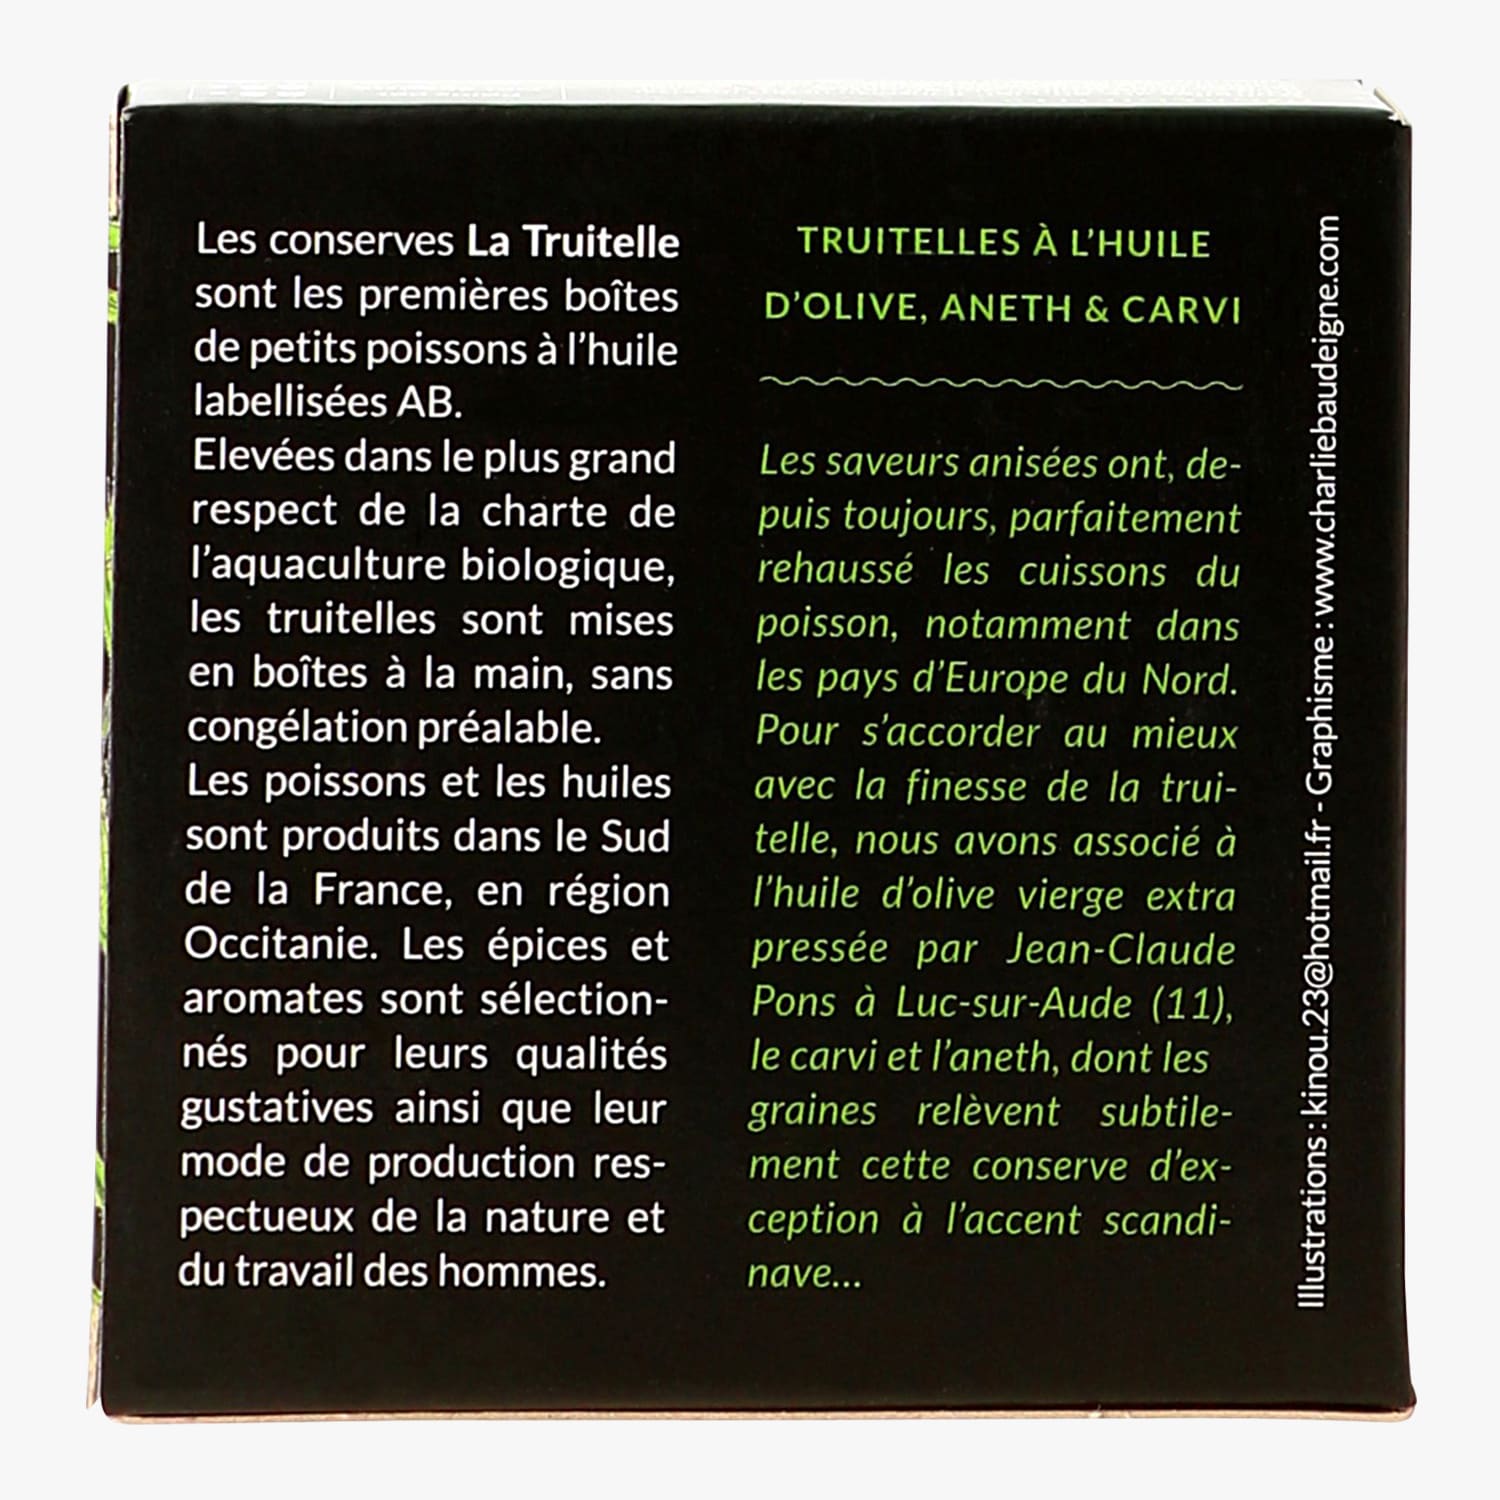 Les conserves La Truitelle
sont les premières boîtes
de petits poissons à l'huile
labellisées AB.
Elevées dans le plus grand
respect de la charte de
l'aquaculture biologique,
les truitelles sont mises
en boîtes à la main, sans
congélation préalable.
Les poissons et les huiles
sont produits dans le Sud
de la France, en région
Occitanie. Les épices et
aromates sont sélection-
nés pour leurs qualités
gustatives ainsi que leur
mode de production res-
pectueux de la nature et
du travail des hommes.
TRUITELLES À L'HUILE
D'OLIVE, ANETH & CARVI
Les saveurs anisées ont, de-
puis toujours, parfaitement
rehaussé les cuissons du
poisson, notamment dans
les pays d'Europe du Nord.
Pour s'accorder au mieux
avec la finesse de la trui-
telle, nous avons associé à
l'huile d'olive vierge extra
pressée par Jean-Claude
Pons à Luc-sur-Aude (11),
le carvi et l'aneth, dont les
graines relèvent subtile-
ment cette conserve d'ex-
ception à l'accent scandi-
nave...
Illustrations : kinou.23@hotmail.fr - Graphisme : www.charliebaudeigne.com